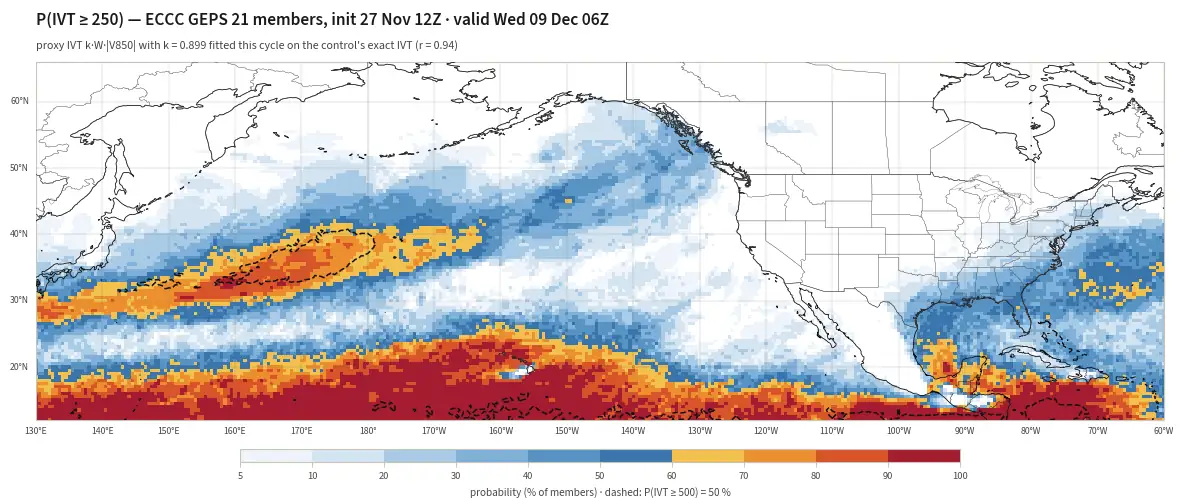 P(IVT ≥ 250) — ECCC GEPS 21 members, init 27 Nov 12Z · valid Wed 09 Dec 06Z
proxy IVT k·W·|V850| with k = 0.899 fitted this cycle on the control's exact IVT (r = 0.94)
60°N
50°N
40°N
30°N
20°N
130°E 140°E 150°E 160°E 170°E 180° 170°W 160°W 150°W 140°W 130°W 120°W 110°W 100°W 90°W 80°W 70°W 60°W
5 10 20 30 40 50 60 70 80 90 100
probability (% of members) · dashed: P(IVT ≥ 500) = 50 %